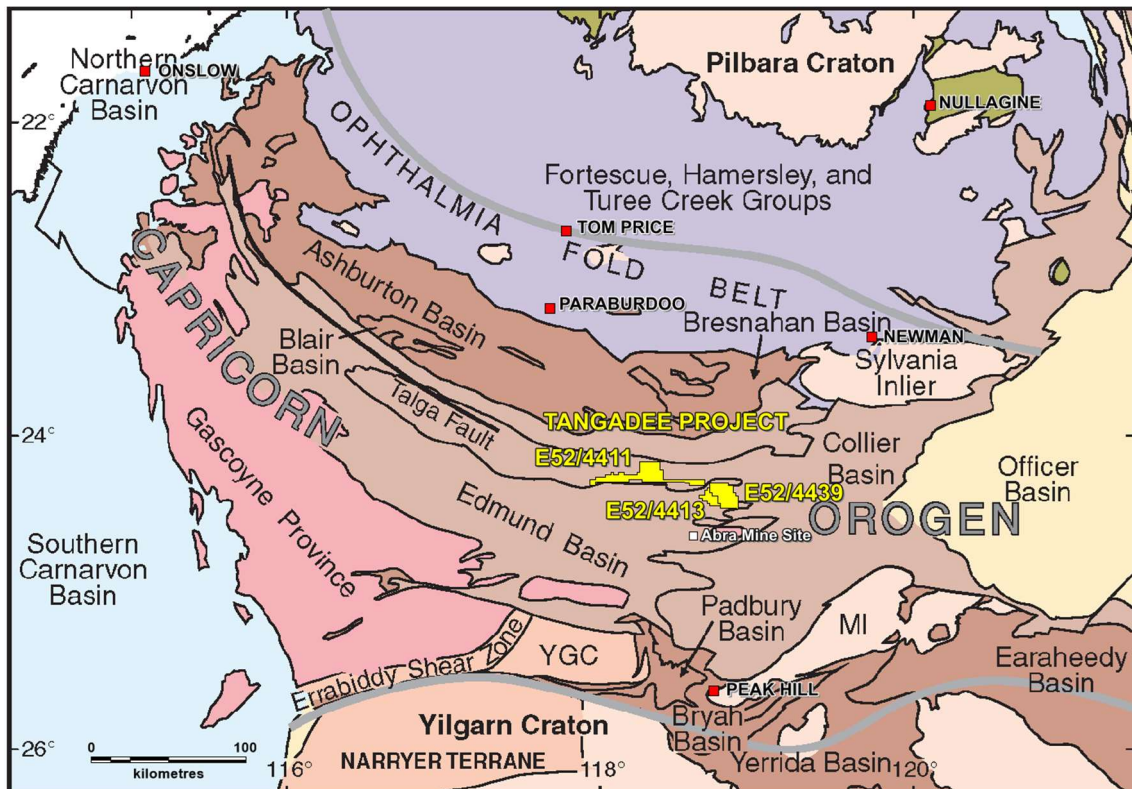 Northern
Carnarvon
Basin
ONSLOW
Pilbara Craton
NULLAGINE
22°
OPHTHALMIA
FOLD
BELT
Fortescue, Hamersley, and
Turee Creek Groups
TOM PRICE
CAPRICORN
Ashburton Basin
PARABURDOO
Bresnahan Basin
NEWMAN
Blair
Basin
Sylvania
Inlier
Talga Fault
24°
TANGADEE PROJECT
E52/4411
E52/4413
E52/4439
Collier
Basin
Officer
Basin
OROGEN
Gascoyne Province
Edmund Basin
Abra Mine Site
Southern
Carnarvon
Basin
Padbury
Basin
MI
YGC
Errabiddy Shear Zone
Earaheedy
Basin
PEAK HILL
Yilgarn Craton
Bryah
Basin
26°
0
100
kilometres
NARRYER TERRANE
Yerrida Basin
116°
118°
120°